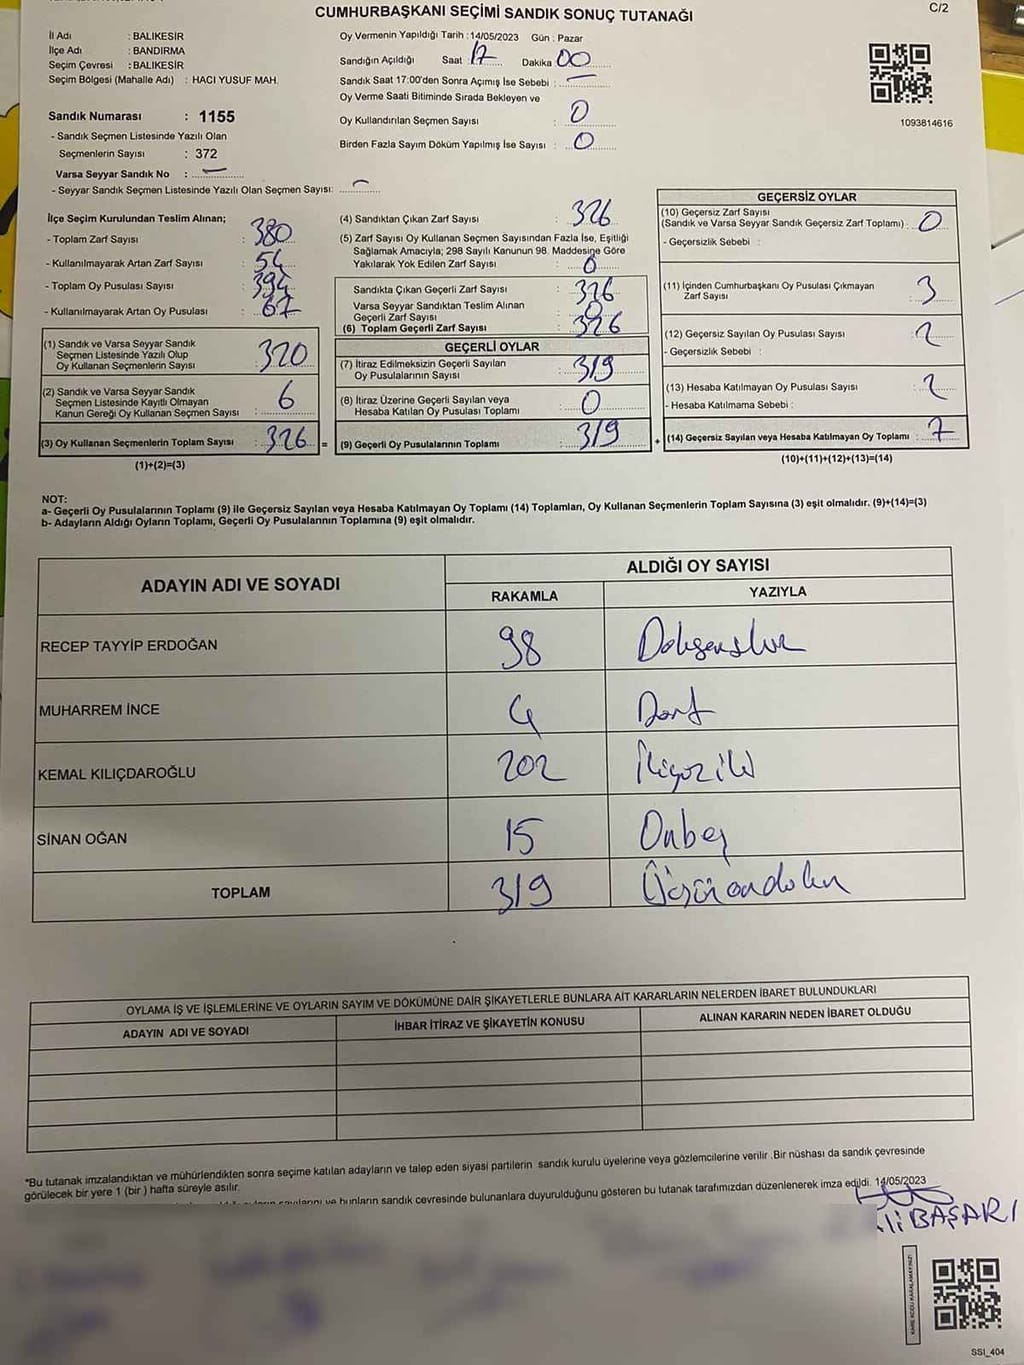 CUMHURBAŞKANI SEÇİMİ SANDIK SONUÇ TUTANAĞI
C/2
İl Adı : BALIKESİR
İlçe Adı : BANDIRMA
Seçim Çevresi : BALIKESİR
Seçim Bölgesi (Mahalle Adı) : HACI YUSUF MAH.
Oy Vermenin Yapıldığı Tarih : 14/05/2023 Gün : Pazar
Sandığın Açıldığı Saat 17 Dakika 00
Sandık Saat 17:00'den Sonra Açımış İse Sebebi : —
Oy Verme Saati Bitiminde Sırada Bekleyen ve
Oy Kullandırılan Seçmen Sayısı : 0
Birden Fazla Sayım Döküm Yapılmış İse Sayısı : 0
1093814616
Sandık Numarası : 1155
- Sandık Seçmen Listesinde Yazılı Olan
Seçmenlerin Sayısı : 372
Varsa Seyyar Sandık No : —
- Seyyar Sandık Seçmen Listesinde Yazılı Olan Seçmen Sayısı: —
İlçe Seçim Kurulundan Teslim Alınan;
- Toplam Zarf Sayısı : 380
- Kullanılmayarak Artan Zarf Sayısı : 54
- Toplam Oy Pusulası Sayısı : 394
- Kullanılmayarak Artan Oy Pusulası : 67
(1) Sandık ve Varsa Seyyar Sandık
Seçmen Listesinde Yazılı Olup
Oy Kullanan Seçmenlerin Sayısı : 320
(2) Sandık ve Varsa Seyyar Sandık
Seçmen Listesinde Kayıtlı Olmayan
Kanun Gereği Oy Kullanan Seçmen Sayısı : 6
(3) Oy Kullanan Seçmenlerin Toplam Sayısı : 326 =
(1)+(2)=(3)
(4) Sandıktan Çıkan Zarf Sayısı : 326
(5) Zarf Sayısı Oy Kullanan Seçmen Sayısından Fazla İse, Eşitliği
Sağlamak Amacıyla; 298 Sayılı Kanunun 98. Maddesine Göre
Yakılarak Yok Edilen Zarf Sayısı : 0
Sandıkta Çıkan Geçerli Zarf Sayısı : 326
Varsa Seyyar Sandıktan Teslim Alınan
Geçerli Zarf Sayısı : 0
(6) Toplam Geçerli Zarf Sayısı : 326
GEÇERLİ OYLAR
(7) İtiraz Edilmeksizin Geçerli Sayılan
Oy Pusulalarının Sayısı : 319
(8) İtiraz Üzerine Geçerli Sayılan veya
Hesaba Katılan Oy Pusulası Toplamı : 0
(9) Geçerli Oy Pusulalarının Toplamı : 319 +
GEÇERSİZ OYLAR
(10) Geçersiz Zarf Sayısı
(Sandık ve Varsa Seyyar Sandık Geçersiz Zarf Toplamı) : 0
- Geçersizlik Sebebi :
(11) İçinden Cumhurbaşkanı Oy Pusulası Çıkmayan
Zarf Sayısı : 3
(12) Geçersiz Sayılan Oy Pusulası Sayısı : 2
- Geçersizlik Sebebi :
(13) Hesaba Katılmayan Oy Pusulası Sayısı : 2
- Hesaba Katılmama Sebebi :
(14) Geçersiz Sayılan veya Hesaba Katılmayan Oy Toplamı : 7
(10)+(11)+(12)+(13)=(14)
NOT:
a- Geçerli Oy Pusulalarının Toplamı (9) ile Geçersiz Sayılan veya Hesaba Katılmayan Oy Toplamı (14) Toplamları, Oy Kullanan Seçmenlerin Toplam Sayısına (3) eşit olmalıdır. (9)+(14)=(3)
b- Adayların Aldığı Oyların Toplamı, Geçerli Oy Pusulalarının Toplamına (9) eşit olmalıdır.
ADAYIN ADI VE SOYADI
ALDIĞI OY SAYISI
RAKAMLA YAZIYLA
RECEP TAYYİP ERDOĞAN 98 Doksansekiz
MUHARREM İNCE 4 Dört
KEMAL KILIÇDAROĞLU 202 İkiyüziki
SİNAN OĞAN 15 Onbeş
TOPLAM 319 Üçyüzondokuz
OYLAMA İŞ VE İŞLEMLERİNE VE OYLARIN SAYIM VE DÖKÜMÜNE DAİR ŞİKAYETLERLE BUNLARA AİT KARARLARIN NELERDEN İBARET BULUNDUKLARI
ADAYIN ADI VE SOYADI İHBAR İTİRAZ VE ŞİKAYETİN KONUSU ALINAN KARARIN NEDEN İBARET OLDUĞU
*Bu tutanak imzalandıktan ve mühürlendikten sonra seçime katılan adayların ve talep eden siyasi partilerin sandık kurulu üyelerine veya gözlemcilerine verilir .Bir nüshası da sandık çevresinde
görülecek bir yere 1 (bir ) hafta süreyle asılır.
bunların sandık çevresinde bulunanlara duyurulduğunu gösteren bu tutanak tarafımızdan düzenlenerek imza edildi. 14/05/2023
BAŞARI
KARE KODU KARALAMAYINIZ!
SSI_404